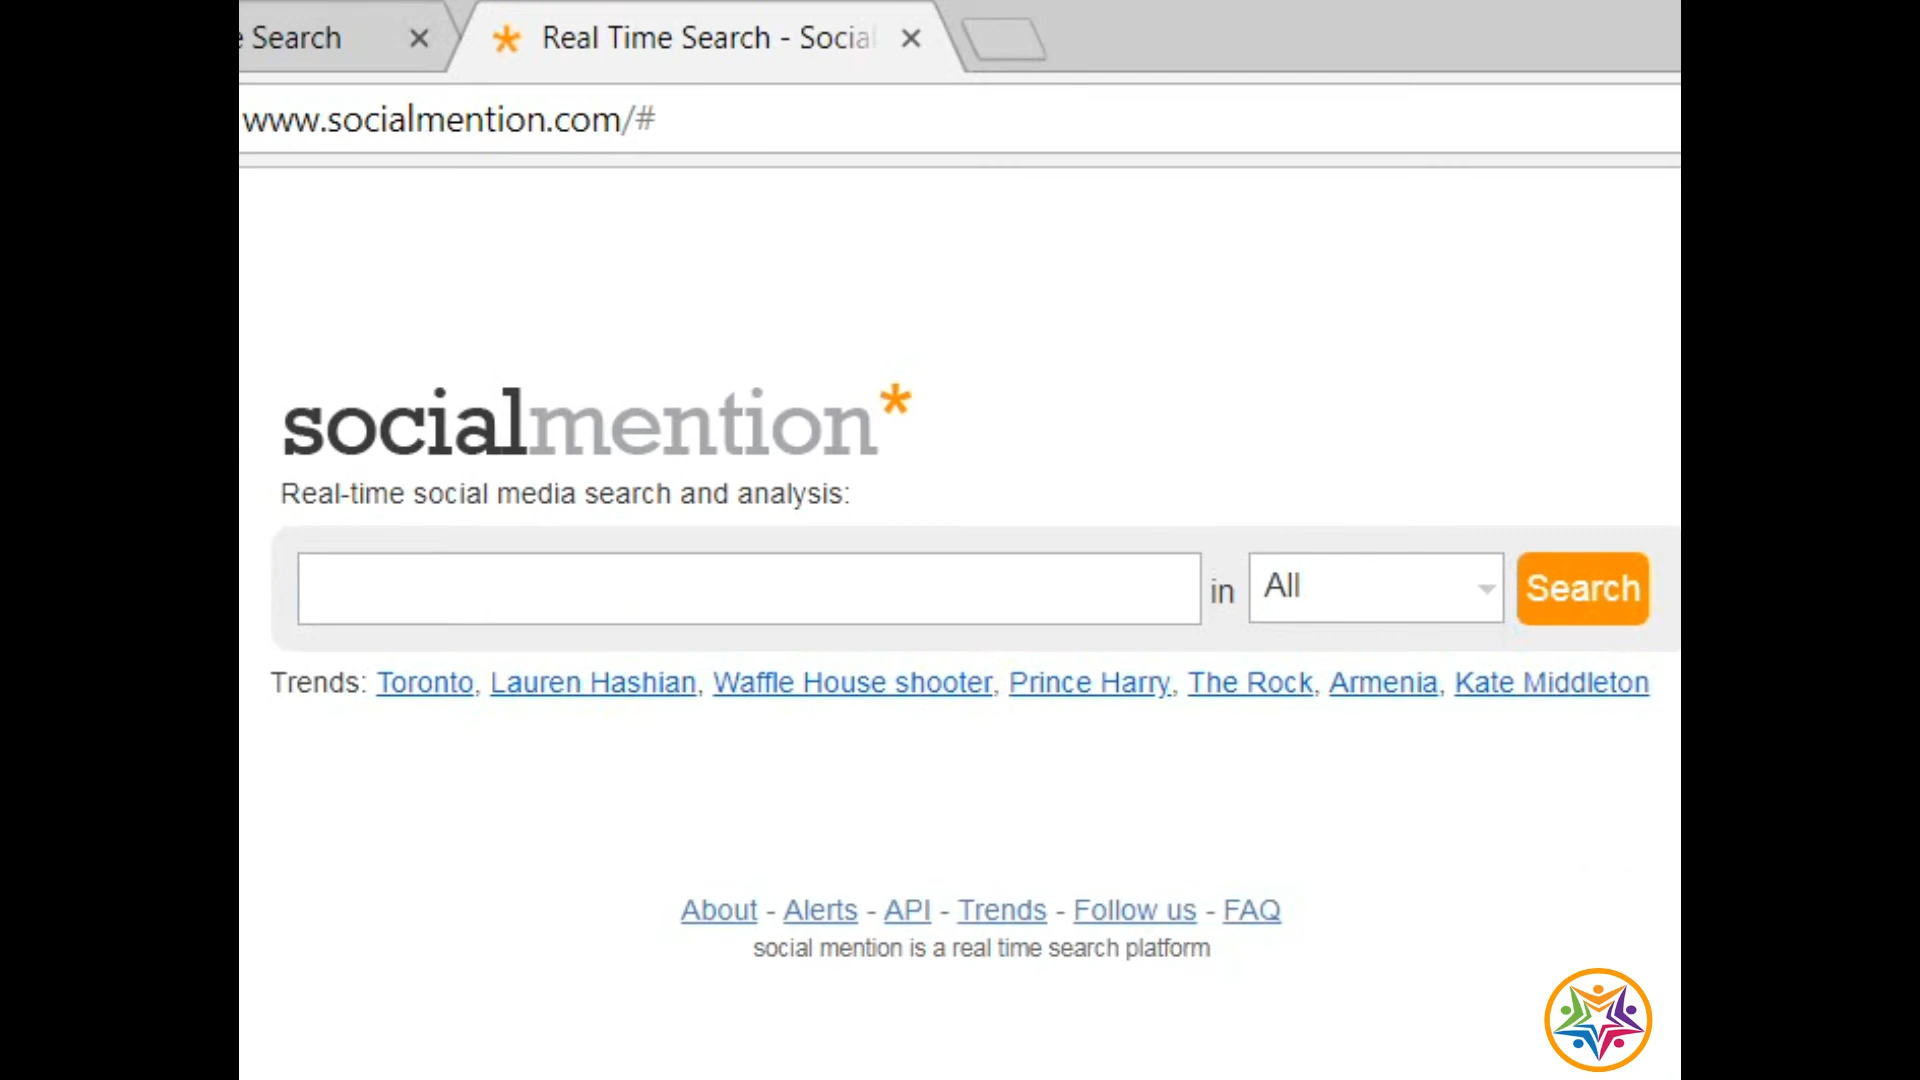 Search
Real Time Search - Social
www.socialmention.com/#
socialmention*
Real-time social media search and analysis:
in All Search
Trends: Toronto, Lauren Hashian, Waffle House shooter, Prince Harry, The Rock, Armenia, Kate Middleton
About - Alerts - API - Trends - Follow us - FAQ
social mention is a real time search platform